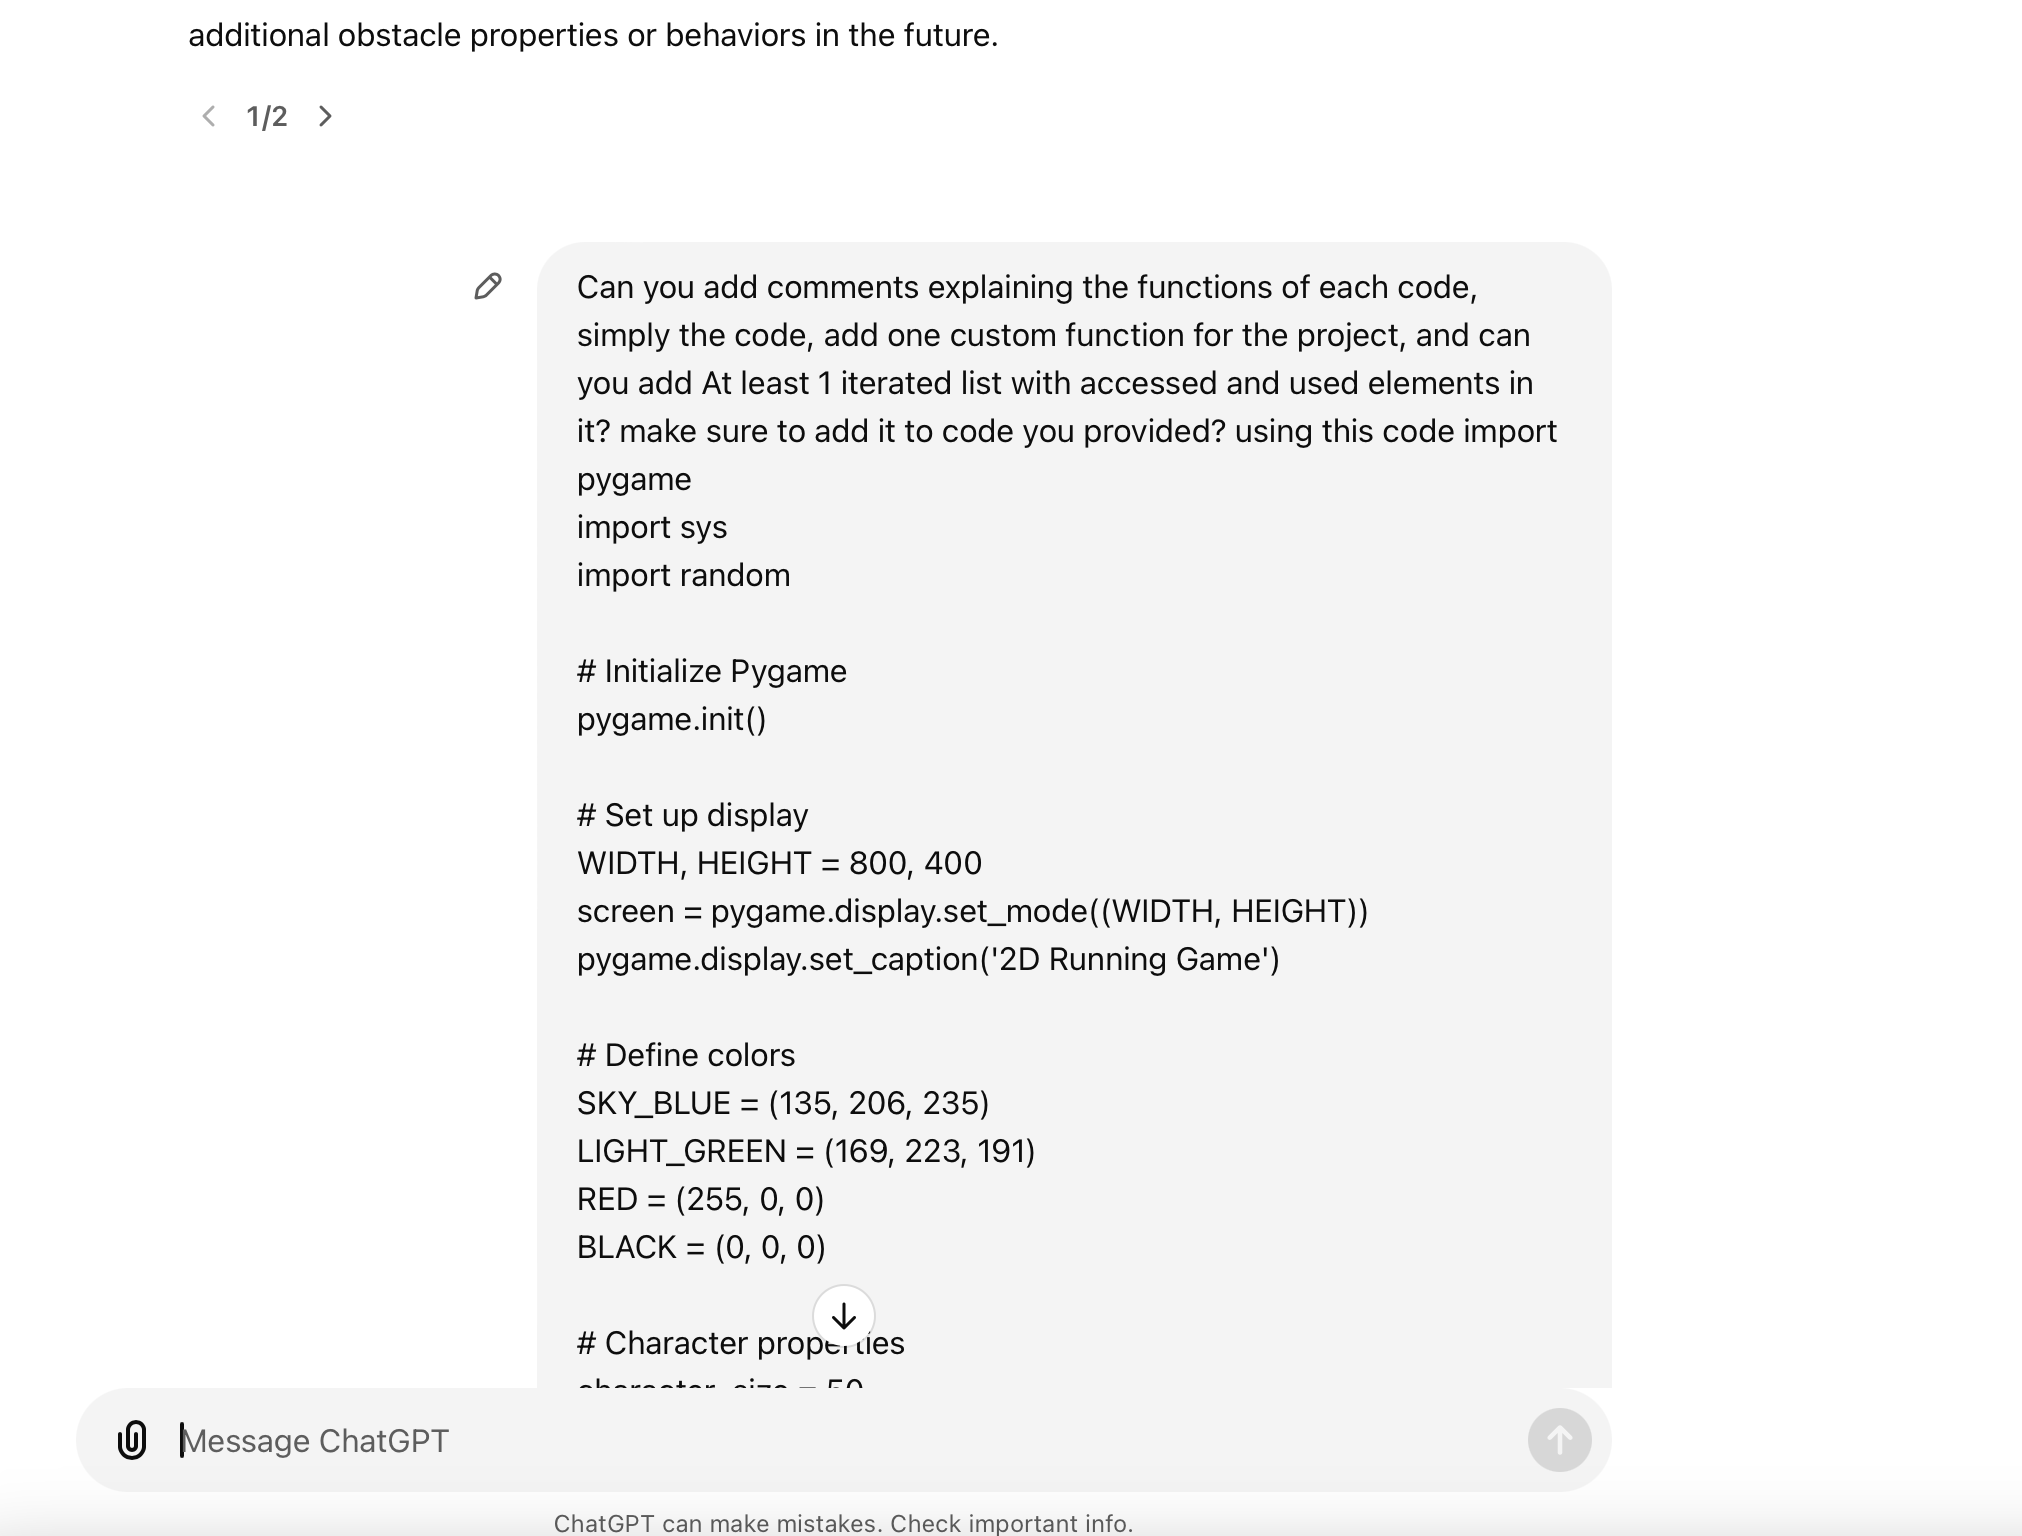 additional obstacle properties or behaviors in the future.
1/2
Can you add comments explaining the functions of each code,
simply the code, add one custom function for the project, and can
you add At least 1 iterated list with accessed and used elements in
it? make sure to add it to code you provided? using this code import
pygame
import sys
import random
# Initialize Pygame
pygame.init()
# Set up display
WIDTH, HEIGHT = 800, 400
screen = pygame.display.set_mode((WIDTH, HEIGHT))
pygame.display.set_caption('2D Running Game')
# Define colors
SKY_BLUE = (135, 206, 235)
LIGHT_GREEN = (169, 223, 191)
RED = (255, 0, 0)
BLACK = (0, 0, 0)
# Character properties
character_size = 50
Message ChatGPT
ChatGPT can make mistakes. Check important info.